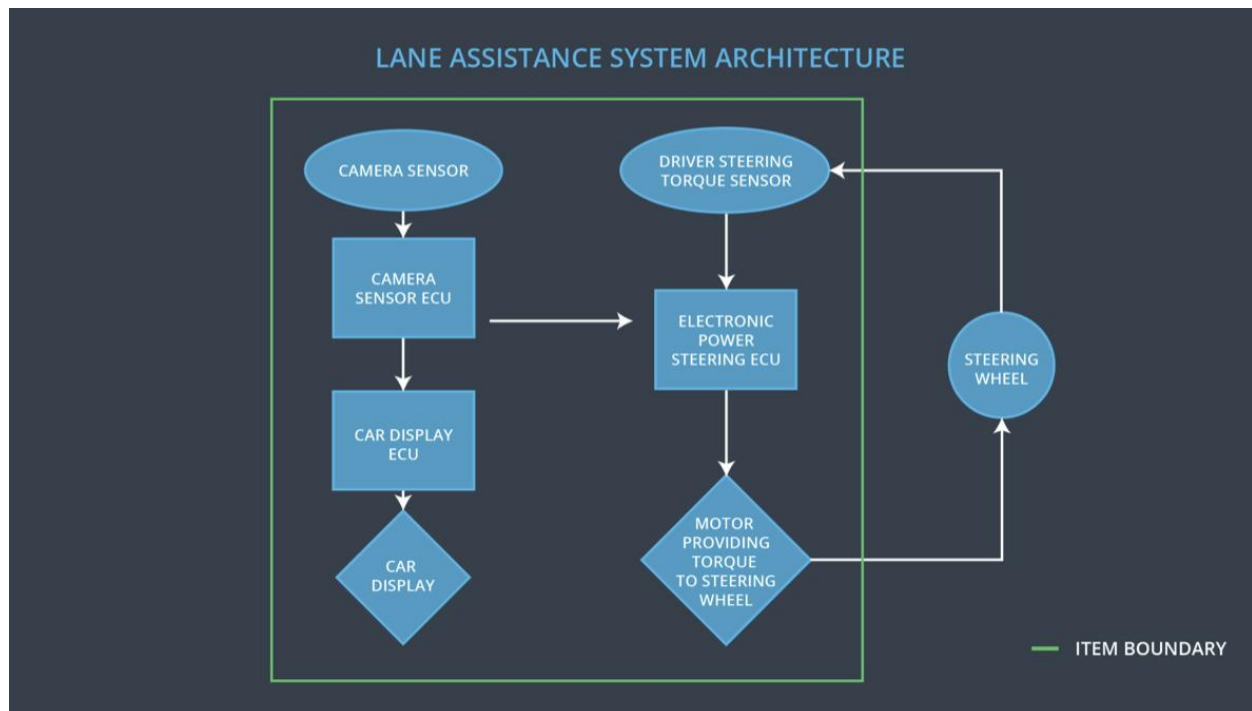 LANE ASSISTANCE SYSTEM ARCHITECTURE
CAMERA SENSOR
CAMERA
SENSOR ECU
CAR DISPLAY
ECU
CAR
DISPLAY
DRIVER STEERING
TORQUE SENSOR
ELECTRONIC
POWER
STEERING ECU
MOTOR
PROVIDING
TORQUE
TO STEERING
WHEEL
STEERING
WHEEL
ITEM BOUNDARY